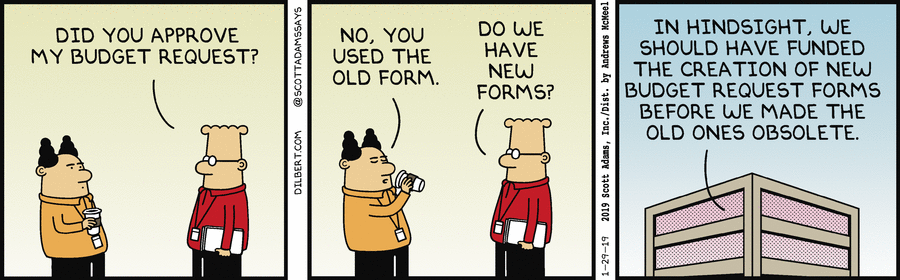 DID YOU APPROVE
MY BUDGET REQUEST?
DILBERT.COM @SCOTTADAMSSAYS
NO, YOU
USED THE
OLD FORM.
DO WE
HAVE
NEW
FORMS?
1-29-19 2019 Scott Adams, Inc./Dist. by Andrews McMeel
IN HINDSIGHT, WE
SHOULD HAVE FUNDED
THE CREATION OF NEW
BUDGET REQUEST FORMS
BEFORE WE MADE THE
OLD ONES OBSOLETE.